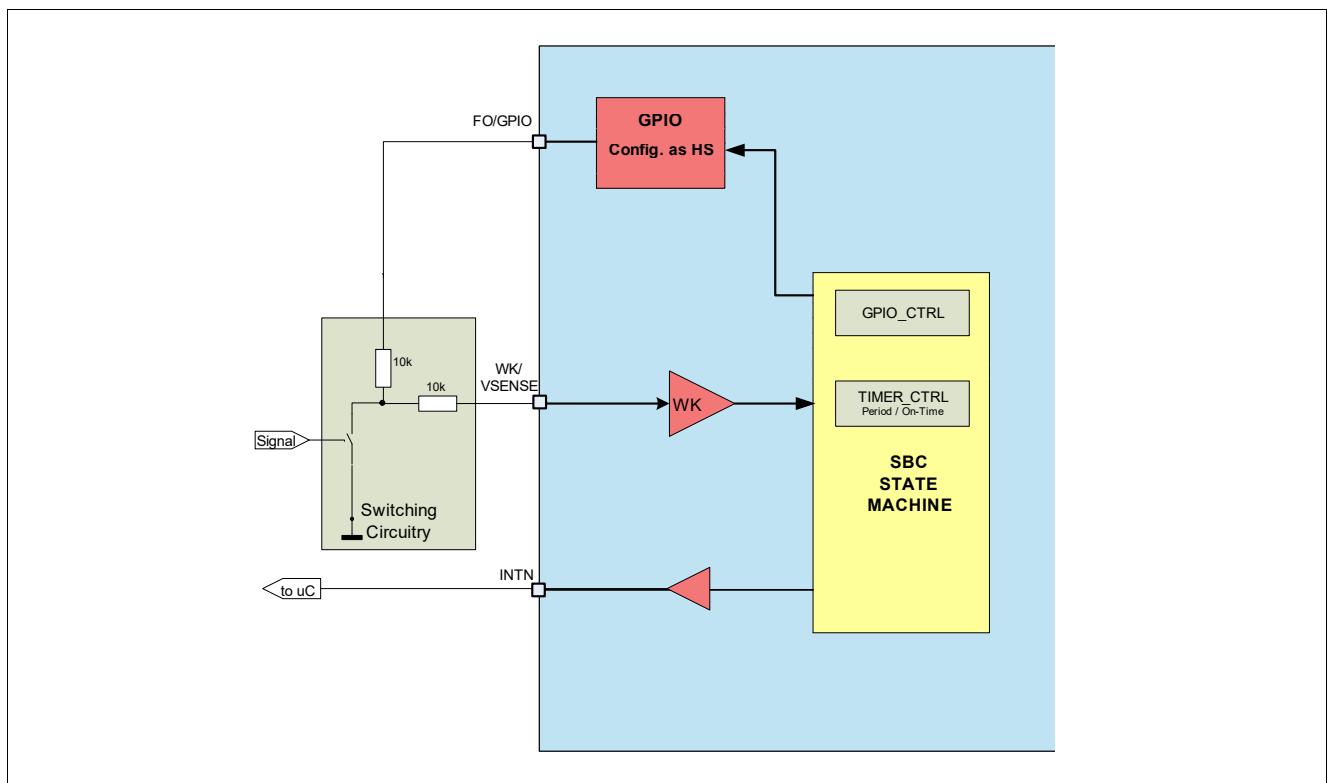 FO/GPIO
GPIO
Config. as HS
GPIO_CTRL
10k
WK/
VSENSE
10k
WK
TIMER_CTRL
Period / On-Time
Signal
SBC
STATE
MACHINE
Switching
Circuitry
INTN
to uC